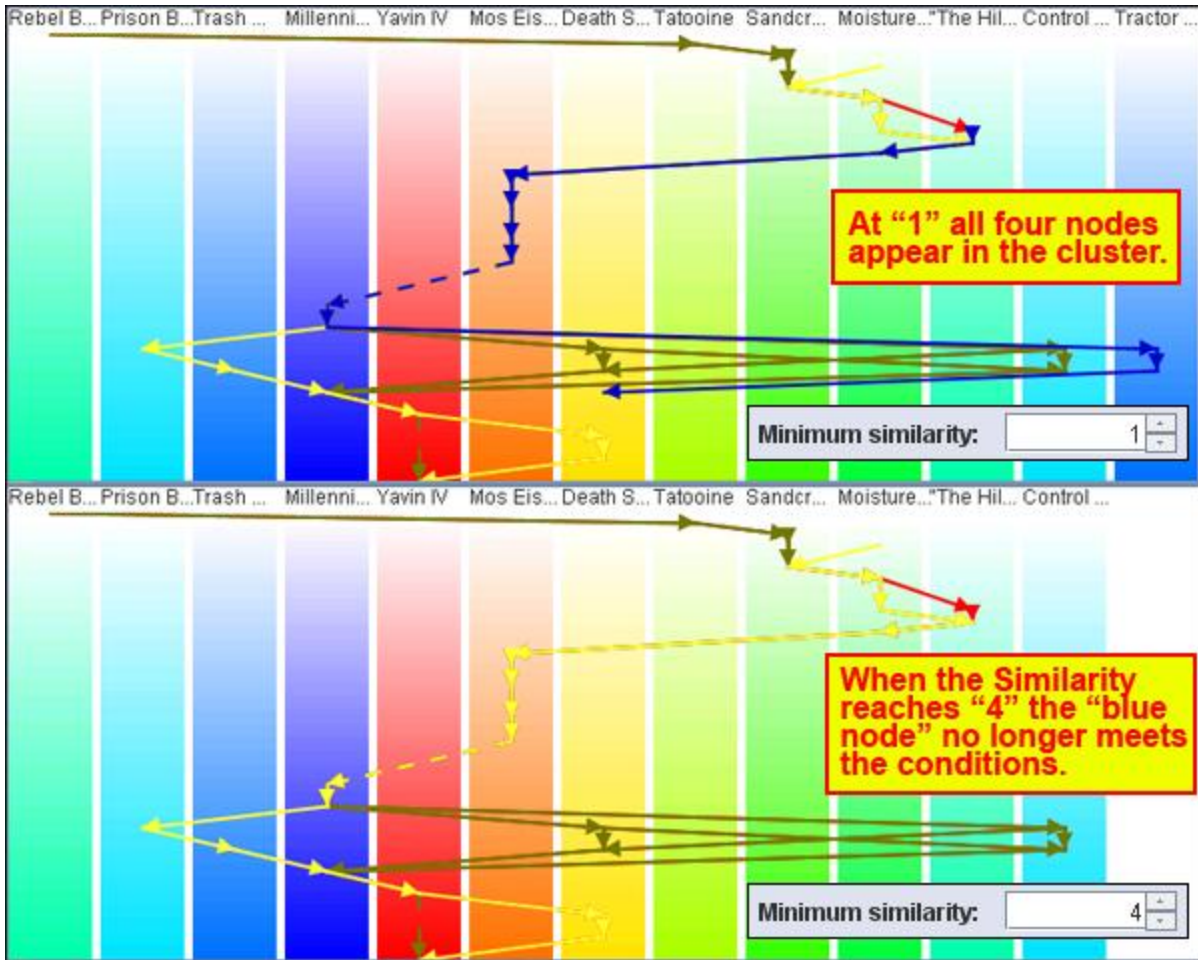 Rebel B... Prison B... Trash ... Millenni... Yavin IV Mos Eis... Death S... Tatooine Sandcr... Moisture... "The Hil... Control ... Tractor ...
At “1” all four nodes
appear in the cluster.
Minimum similarity: 1
Rebel B... Prison B... Trash ... Millenni... Yavin IV Mos Eis... Death S... Tatooine Sandcr... Moisture... "The Hil... Control ...
When the Similarity
reaches “4” the “blue
node” no longer meets
the conditions.
Minimum similarity: 4